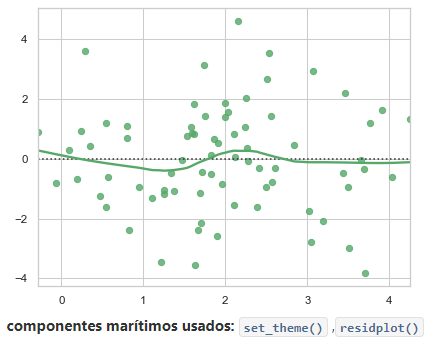 4
2
0
−2
−4
0 1 2 3 4
componentes marítimos usados: set_theme() , residplot()